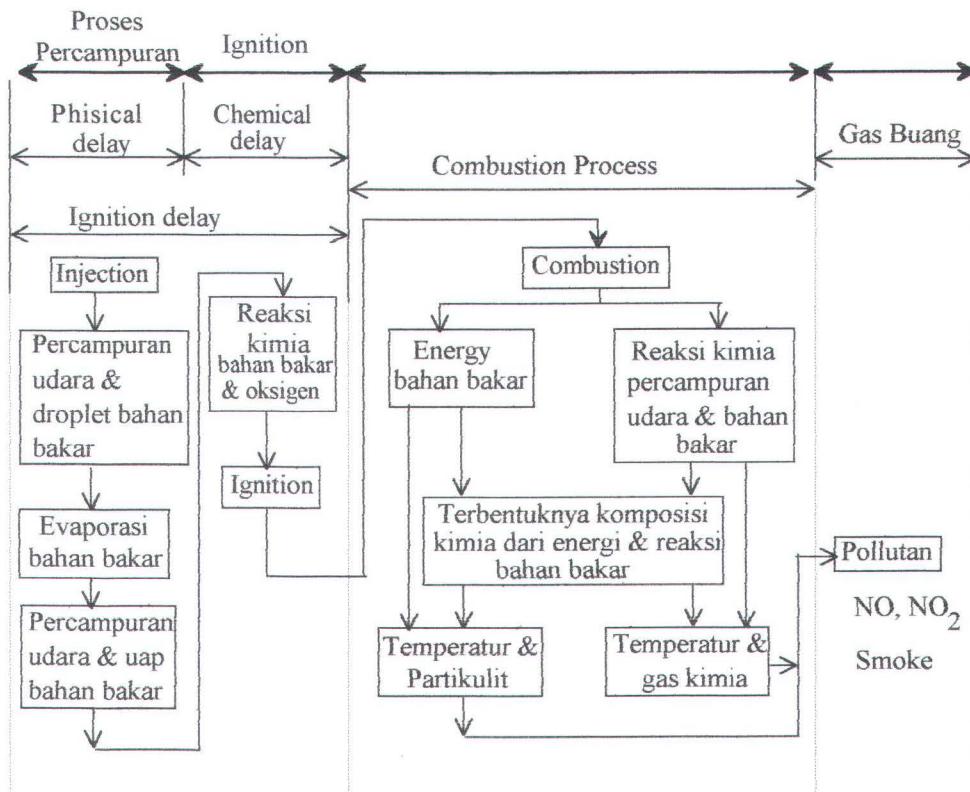 Proses
Percampuran
Ignition
Phisical
delay
Chemical
delay
Gas Buang
Combustion Process
Ignition delay
Injection
Percampuran
udara &
droplet bahan
bakar
Evaporasi
bahan bakar
Percampuran
udara & uap
bahan bakar
Reaksi
kimia
bahan bakar
& oksigen
Ignition
Combustion
Energy
bahan bakar
Reaksi kimia
percampuran
udara & bahan
bakar
Terbentuknya komposisi
kimia dari energi & reaksi
bahan bakar
Temperatur &
Partikulit
Temperatur &
gas kimia
Pollutan
NO, NO₂
Smoke